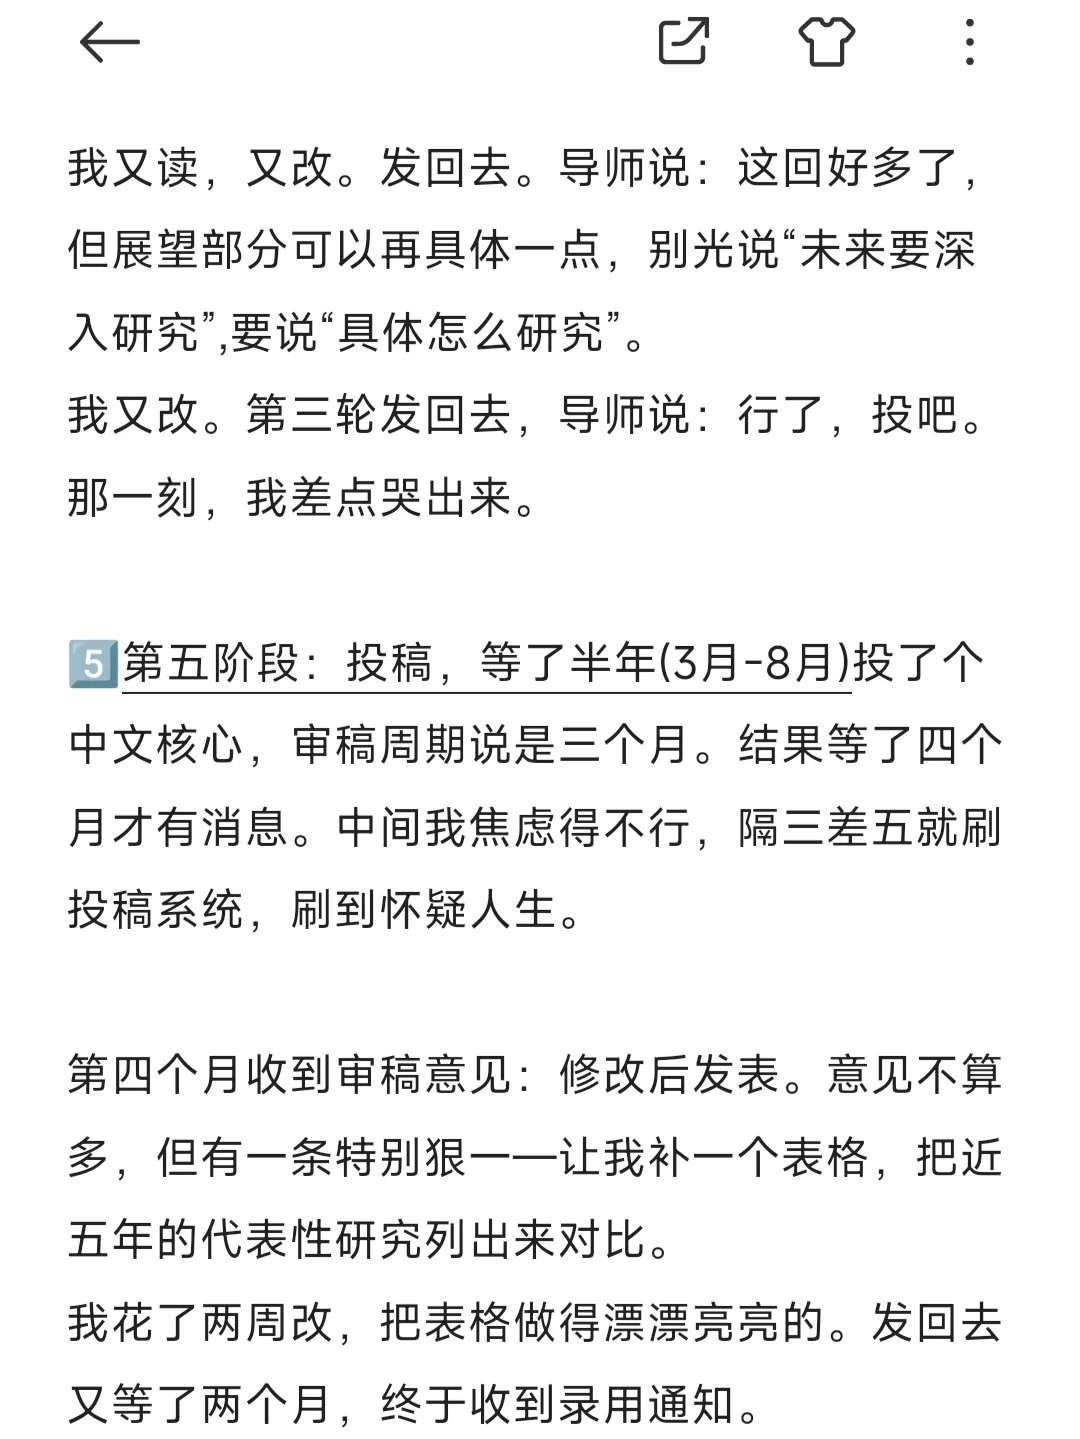 我又读，又改。发回去。导师说：这回好多了，
但展望部分可以再具体一点，别光说“未来要深
入研究”,要说“具体怎么研究”。
我又改。第三轮发回去，导师说：行了，投吧。
那一刻，我差点哭出来。
5️⃣第五阶段：投稿，等了半年(3月-8月)投了个
中文核心，审稿周期说是三个月。结果等了四个
月才有消息。中间我焦虑得不行，隔三差五就刷
投稿系统，刷到怀疑人生。
第四个月收到审稿意见：修改后发表。意见不算
多，但有一条特别狠一—让我补一个表格，把近
五年的代表性研究列出来对比。
我花了两周改，把表格做得漂漂亮亮的。发回去
又等了两个月，终于收到录用通知。